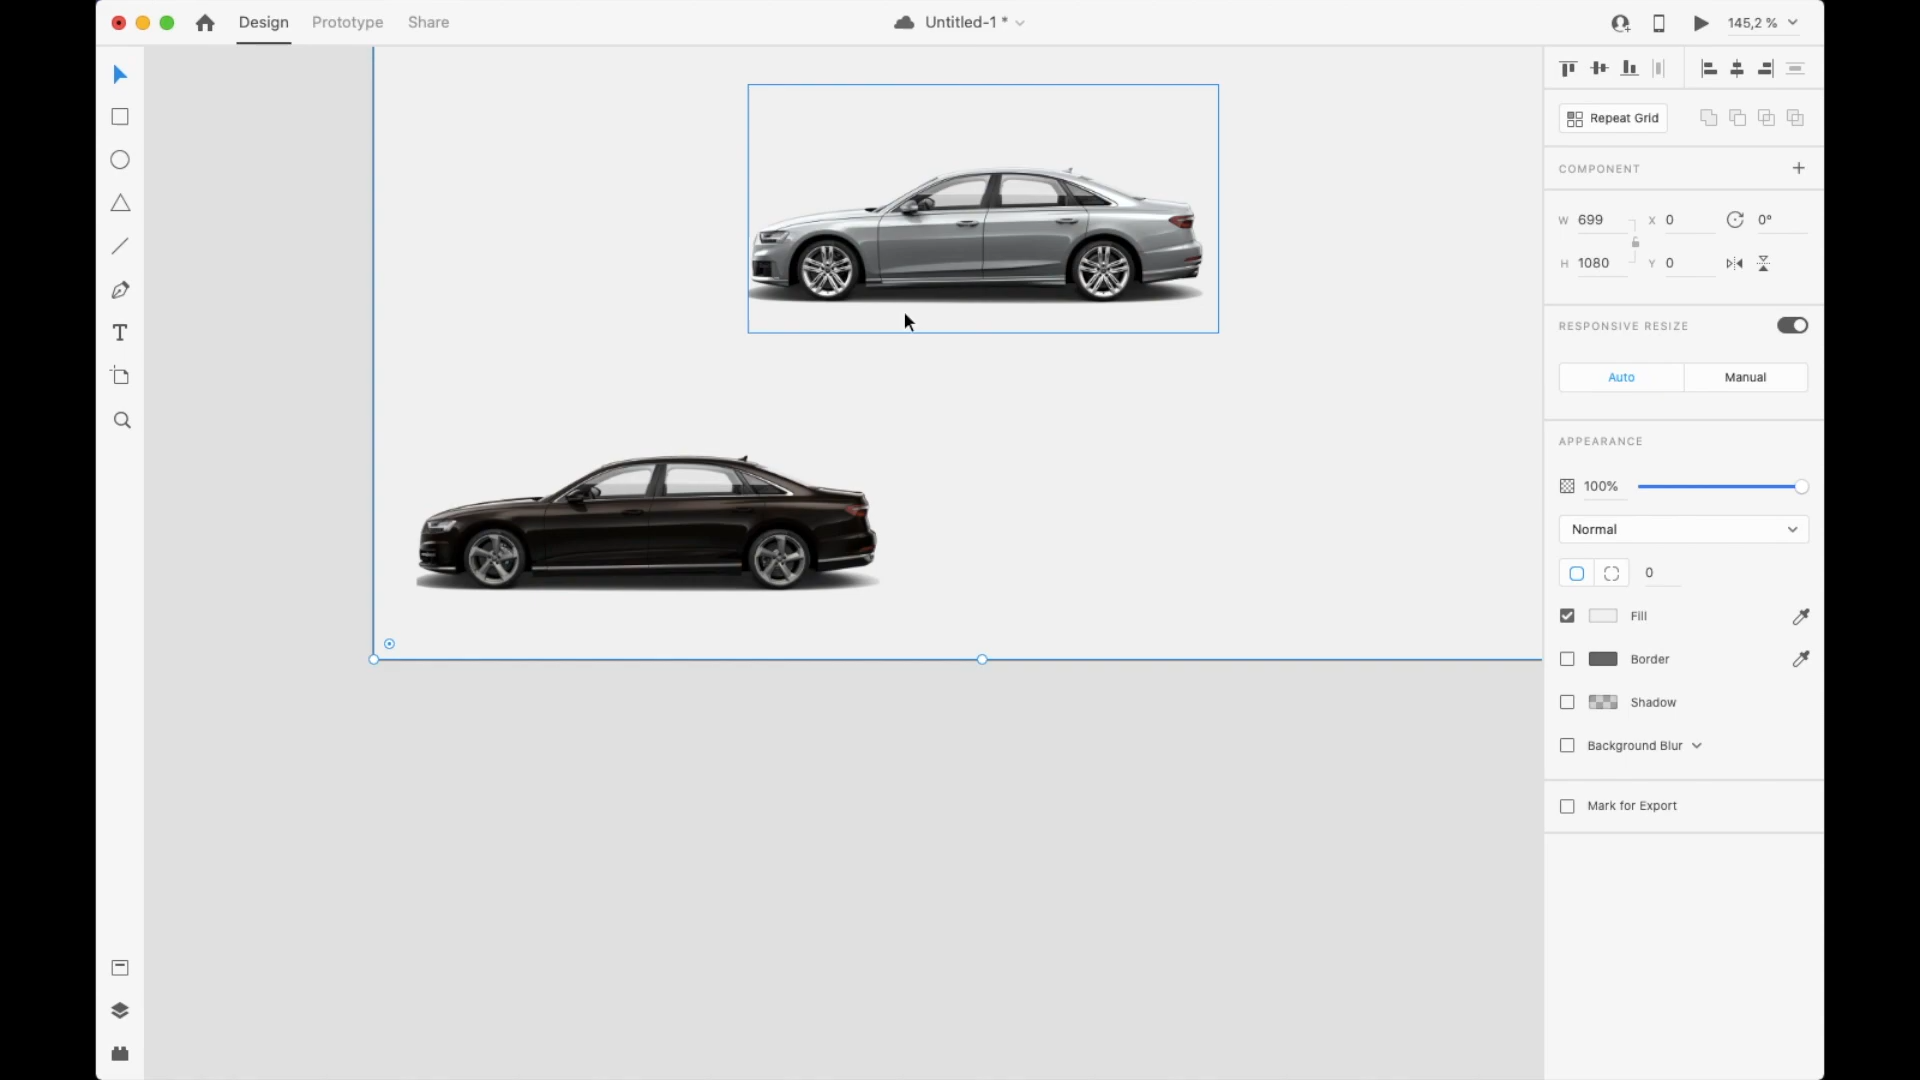 Design Prototype Share Untitled-1 * 145,2 %
Repeat Grid
COMPONENT
W 699 X 0 0°
H 1080 Y 0
RESPONSIVE RESIZE
Auto Manual
APPEARANCE
100%
Normal
0
Fill
Border
Shadow
Background Blur
Mark for Export
T